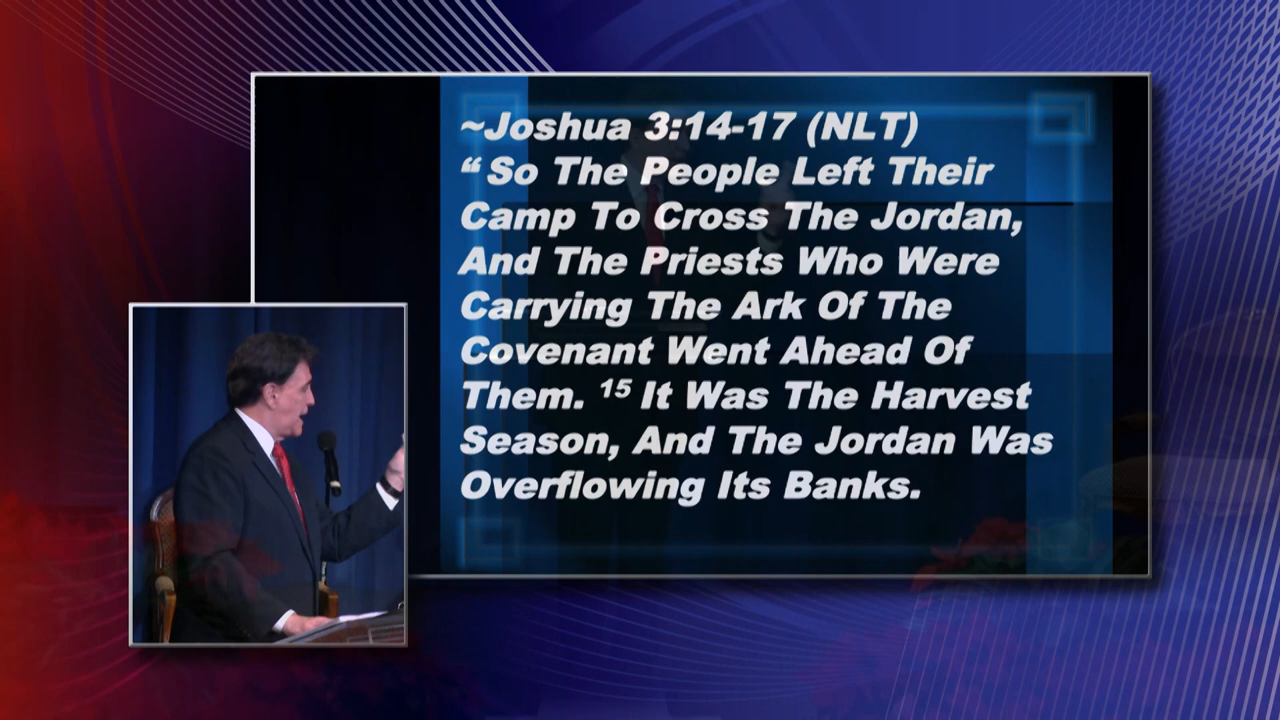 ~Joshua 3:14-17 (NLT)
“ So The People Left Their
Camp To Cross The Jordan,
And The Priests Who Were
Carrying The Ark Of The
Covenant Went Ahead Of
Them. ¹⁵ It Was The Harvest
Season, And The Jordan Was
Overflowing Its Banks.